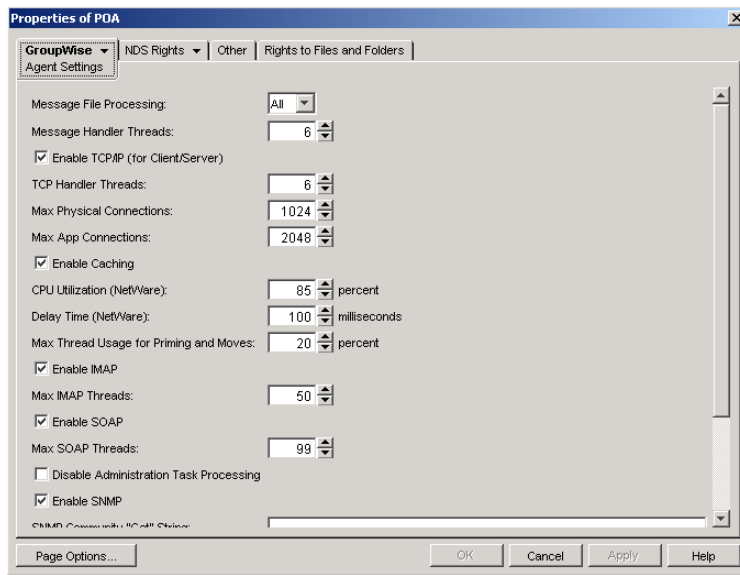 Properties of POA
GroupWise NDS Rights Other Rights to Files and Folders
Agent Settings
Message File Processing: All
Message Handler Threads: 6
Enable TCP/IP (for Client/Server)
TCP Handler Threads: 6
Max Physical Connections: 1024
Max App Connections: 2048
Enable Caching
CPU Utilization (NetWare): 85 percent
Delay Time (NetWare): 100 milliseconds
Max Thread Usage for Priming and Moves: 20 percent
Enable IMAP
Max IMAP Threads: 50
Enable SOAP
Max SOAP Threads: 99
Disable Administration Task Processing
Enable SNMP
SNMP Community "Get" String:
Page Options... OK Cancel Apply Help